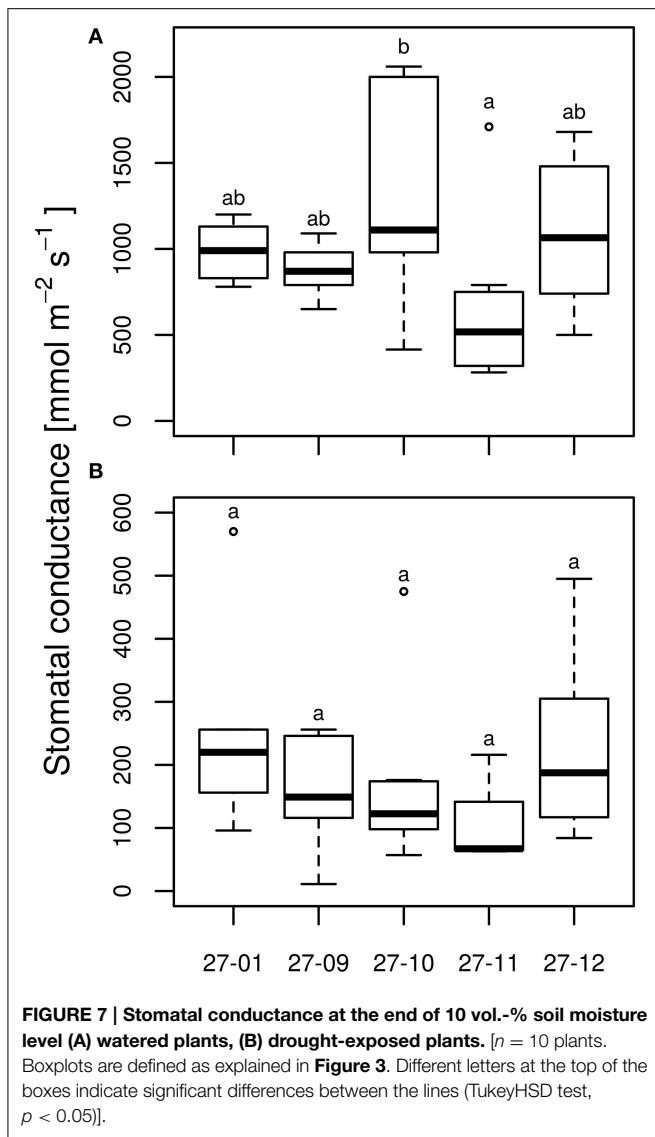 A
Stomatal conductance [mmol m⁻² s⁻¹ ]
2000
1500
1000
500
0
ab
ab
b
a
ab
B
600
500
400
300
200
100
0
a
a
a
a
a
27-01 27-09 27-10 27-11 27-12
FIGURE 7 | Stomatal conductance at the end of 10 vol.-% soil moisture
level (A) watered plants, (B) drought-exposed plants. [n = 10 plants.
Boxplots are defined as explained in Figure 3. Different letters at the top of the
boxes indicate significant differences between the lines (TukeyHSD test,
p < 0.05)].